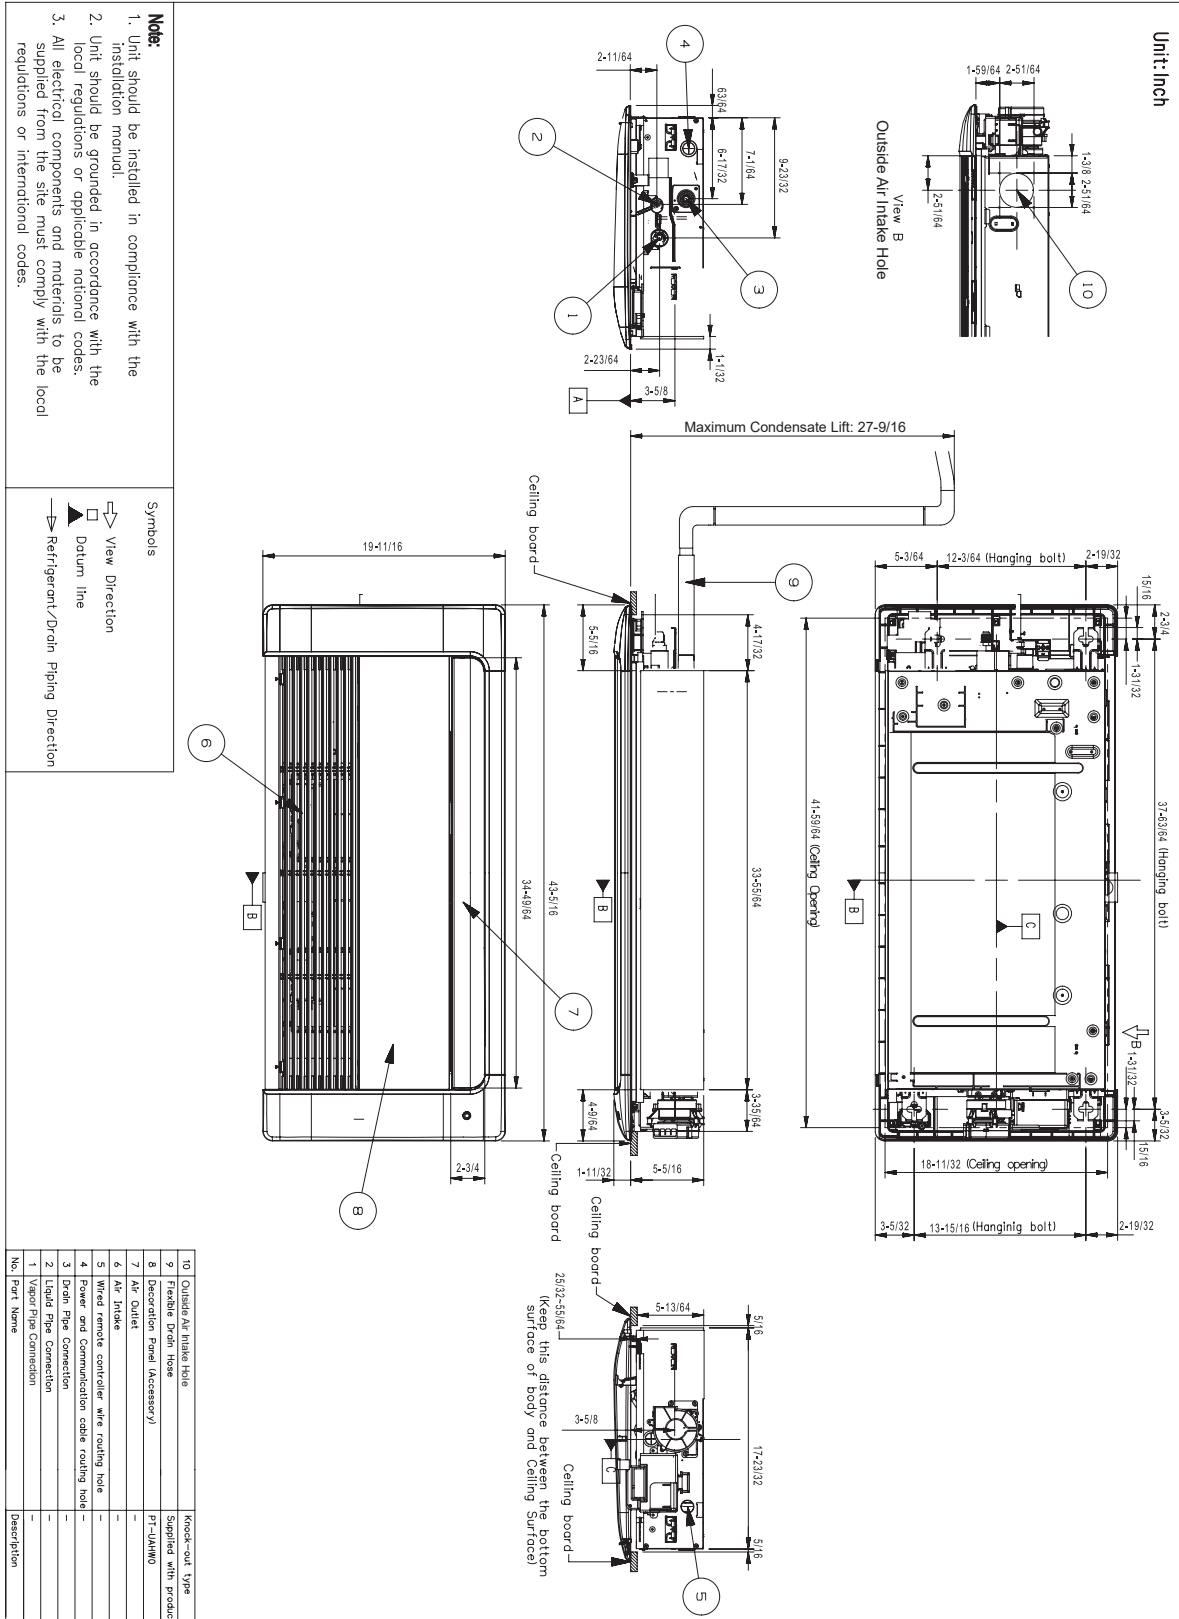 Unit: Inch
1-59/64
2-51/64
1-3/8
2-51/64
2-51/64
10
View B
Outside Air Intake Hole
2-11/64
63/64
6-17/32
7-1/64
9-23/32
4
2
3
1
2-23/64
3-5/8
1-1/32
A
5-3/64
12-3/64 (Hanging bolt)
2-19/32
15/16
2-3/4
1-31/32
37-63/64 (Hanging bolt)
41-59/64 (Ceiling Opening)
B
C
B
1-31/32
3-5/32
15/16
18-11/32 (Ceiling opening)
3-5/32
13-15/16 (Hanginig bolt)
2-19/32
Maximum Condensate Lift: 27-9/16
Ceiling board
9
5-5/16
4-17/32
33-55/64
B
4-9/64
3-35/64
1-11/32
5-5/16
Ceiling board
19-11/16
43-5/16
34-49/64
6
7
8
B
2-3/4
Ceiling board
5-13/64
5/16
17-23/32
5/16
3-5/8
C
5
25/32~55/64
(Keep this distance between the bottom
surface of body and Ceiling Surface)
Ceiling board
Note:
1. Unit should be installed in compliance with the
installation manual.
2. Unit should be grounded in accordance with the
local regulations or applicable national codes.
3. All electrical components and materials to be
supplied from the site must comply with the local
regulations or international codes.
Symbols
View Direction
Datum line
Refrigerant/Drain Piping Direction
10 Outside Air Intake Hole Knock-out type
9 Flexible Drain Hose Supplied with produc
8 Decoration Panel (Accessory) PT-UAHW0
7 Air Outlet -
6 Air Intake -
5 Wired remote controller wire routing hole -
4 Power and Communication cable routing hole -
3 Drain Pipe Connection -
2 Liquid Pipe Connection -
1 Vapor Pipe Connection -
No. Part Name Description